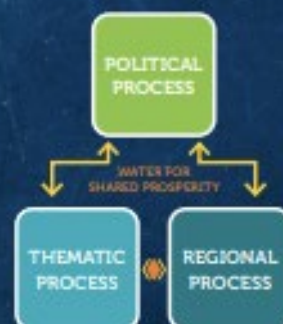 POLITICAL
PROCESS
WATER FOR
SHARED PROSPERITY
THEMATIC
PROCESS
REGIONAL
PROCESS